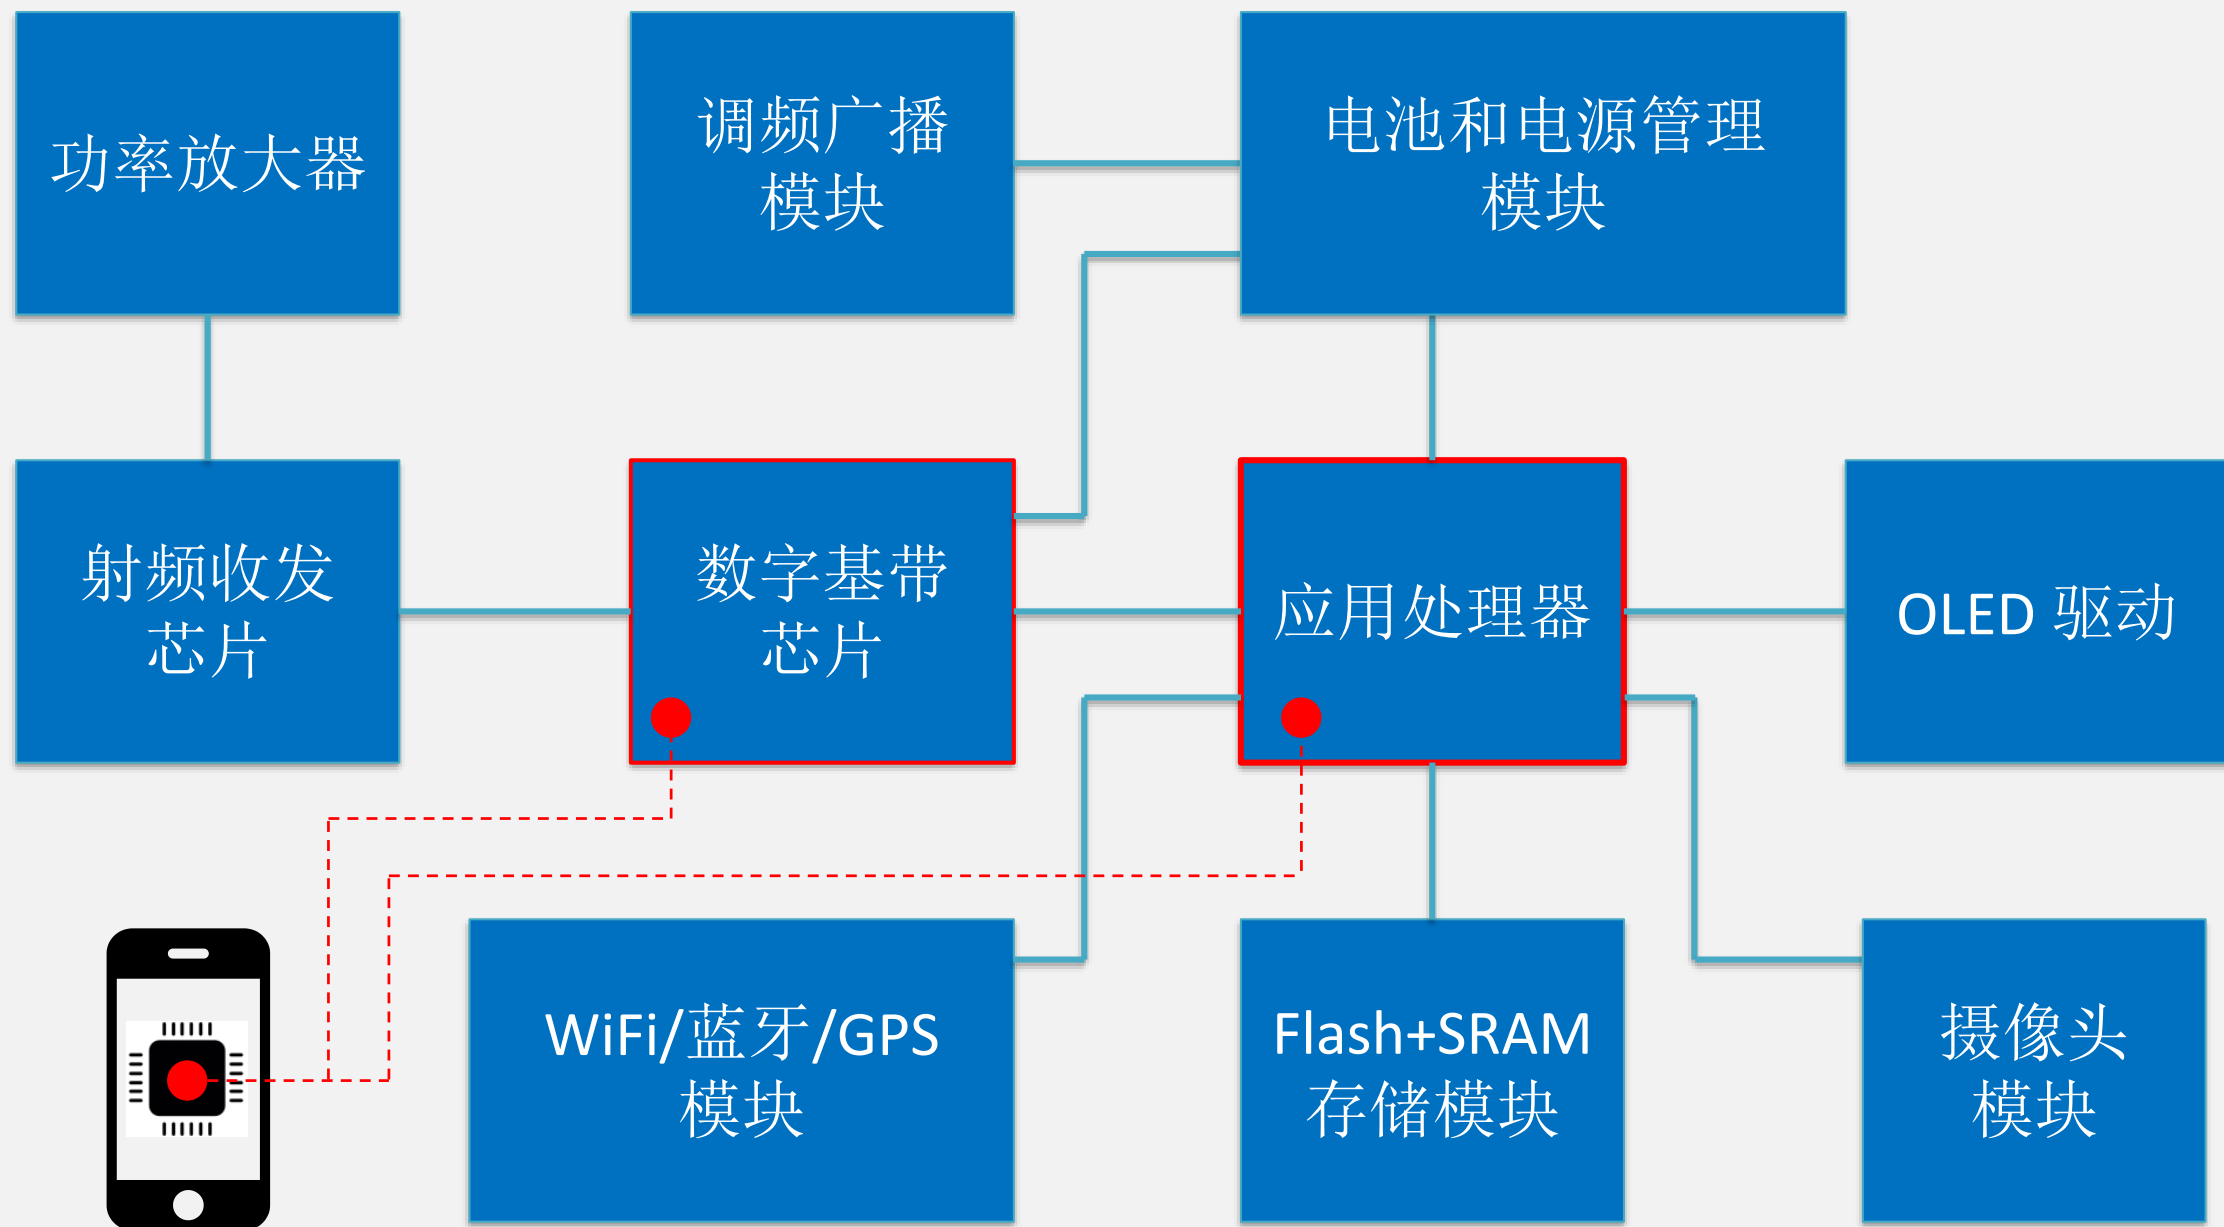 功率放大器
调频广播
模块
电池和电源管理
模块
射频收发
芯片
数字基带
芯片
应用处理器
OLED 驱动
WiFi/蓝牙/GPS
模块
Flash+SRAM
存储模块
摄像头
模块